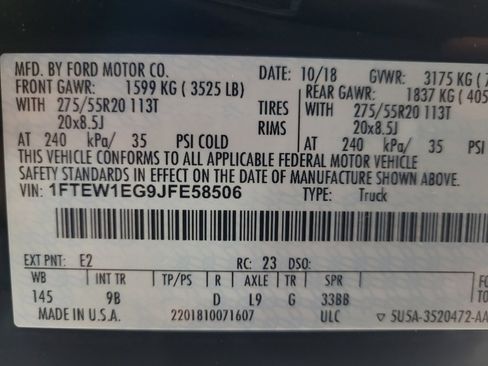 MFD. BY FORD MOTOR CO.
DATE: 10/18 GVWR: 3175 KG (
FRONT GAWR: 1599 KG ( 3525 LB)
REAR GAWR: 1837 KG ( 405
WITH 275/55R20 113T TIRES WITH 275/55R20 113T
20x8.5J RIMS 20x8.5J
AT 240 kPa/ 35 PSI COLD AT 240 kPa/ 35 PSI
THIS VEHICLE CONFORMS TO ALL APPLICABLE FEDERAL MOTOR VEHICLE
SAFETY STANDARDS IN EFFECT ON THE DATE OF MANUFACTURE SHOWN ABOVE.
VIN: 1FTEW1EG9JFE58506 TYPE: Truck
EXT PNT: E2 RC: 23 DSO:
WB INT TR TP/PS R AXLE TR SPR
145 9B D L9 G 33BB
MADE IN U.S.A. 2201810071607 ULC ▽ 5U5A-3520472-AA